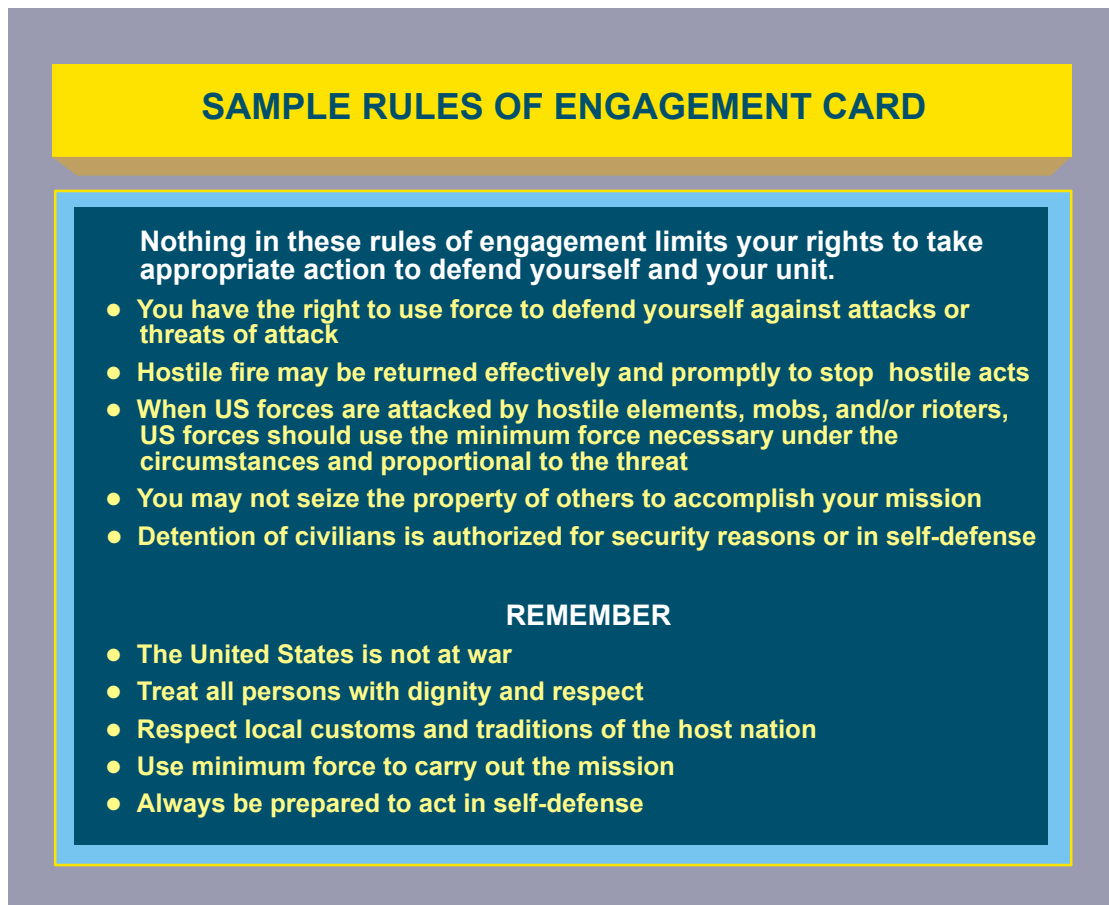 SAMPLE RULES OF ENGAGEMENT CARD
Nothing in these rules of engagement limits your rights to take
appropriate action to defend yourself and your unit.
● You have the right to use force to defend yourself against attacks or
threats of attack
● Hostile fire may be returned effectively and promptly to stop  hostile acts
● When US forces are attacked by hostile elements, mobs, and/or rioters,
US forces should use the minimum force necessary under the
circumstances and proportional to the threat
● You may not seize the property of others to accomplish your mission
● Detention of civilians is authorized for security reasons or in self-defense
REMEMBER
● The United States is not at war
● Treat all persons with dignity and respect
● Respect local customs and traditions of the host nation
● Use minimum force to carry out the mission
● Always be prepared to act in self-defense